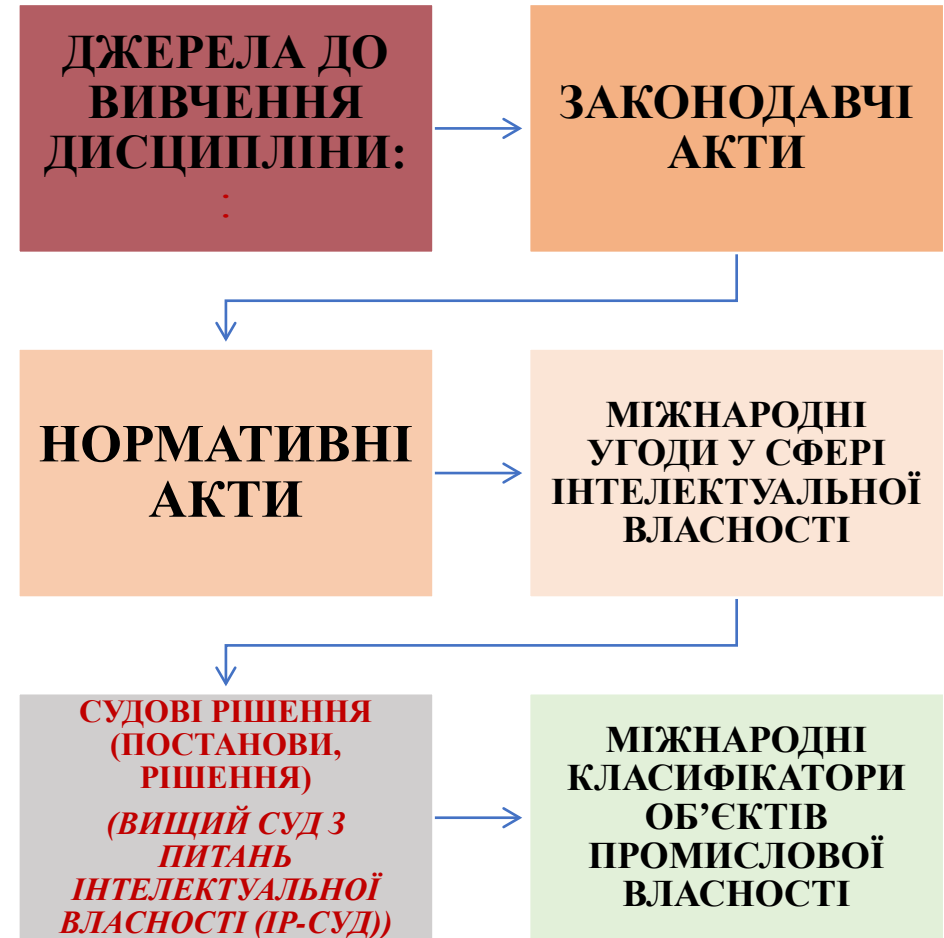 ДЖЕРЕЛА ДО
ВИВЧЕННЯ
ДИСЦИПЛІНИ:
:
ЗАКОНОДАВЧІ
АКТИ
НОРМАТИВНІ
АКТИ
МІЖНАРОДНІ
УГОДИ У СФЕРІ
ІНТЕЛЕКТУАЛЬНОЇ
ВЛАСНОСТІ
СУДОВІ РІШЕННЯ
(ПОСТАНОВИ,
РІШЕННЯ)
(ВИЩИЙ СУД З
ПИТАНЬ
ІНТЕЛЕКТУАЛЬНОЇ
ВЛАСНОСТІ (ІР-СУД))
МІЖНАРОДНІ
КЛАСИФІКАТОРИ
ОБ’ЄКТІВ
ПРОМИСЛОВОЇ
ВЛАСНОСТІ